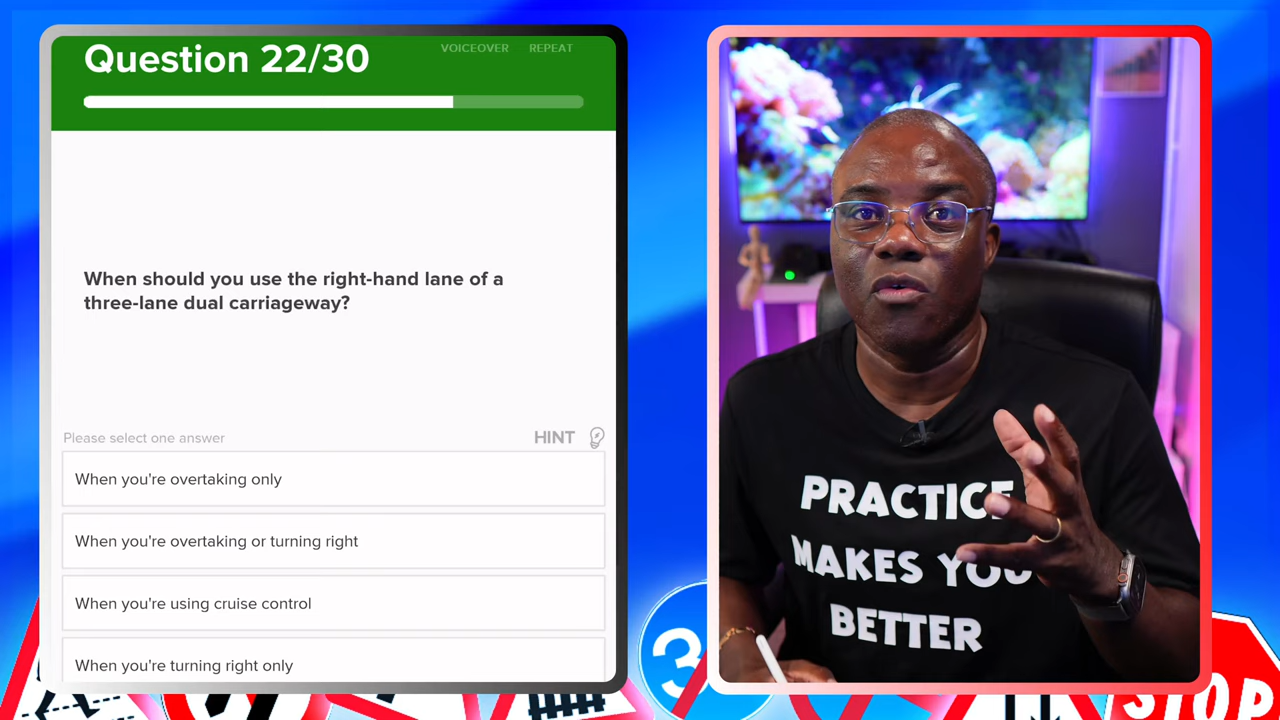 Question 22/30
VOICEOVER REPEAT
When should you use the right-hand lane of a
three-lane dual carriageway?
Please select one answer
HINT
When you're overtaking only
When you're overtaking or turning right
When you're using cruise control
When you're turning right only
PRACTICE
MAKES YOU
BETTER
3
STOP